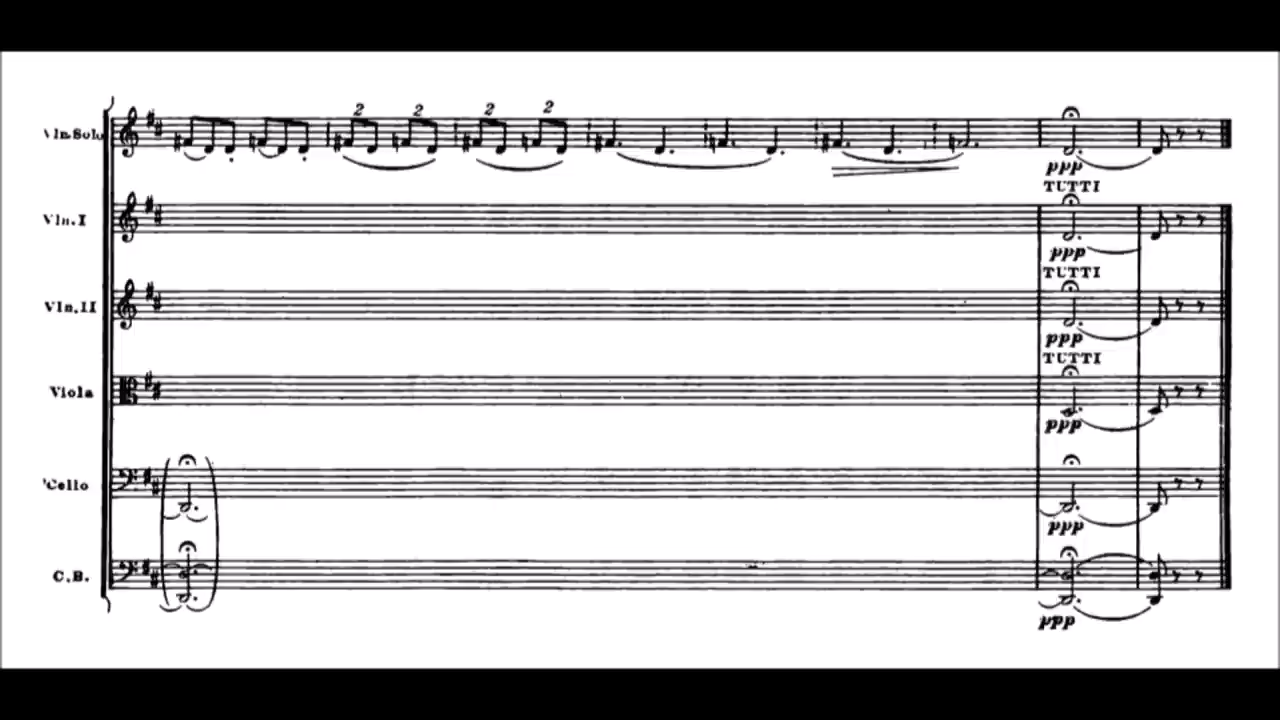 2 2 2 2
Vln.Solo
ppp
TUTTI
Vln.I
ppp
TUTTI
Vln.II
ppp
TUTTI
Viola
ppp
'Cello
ppp
C.B.
ppp